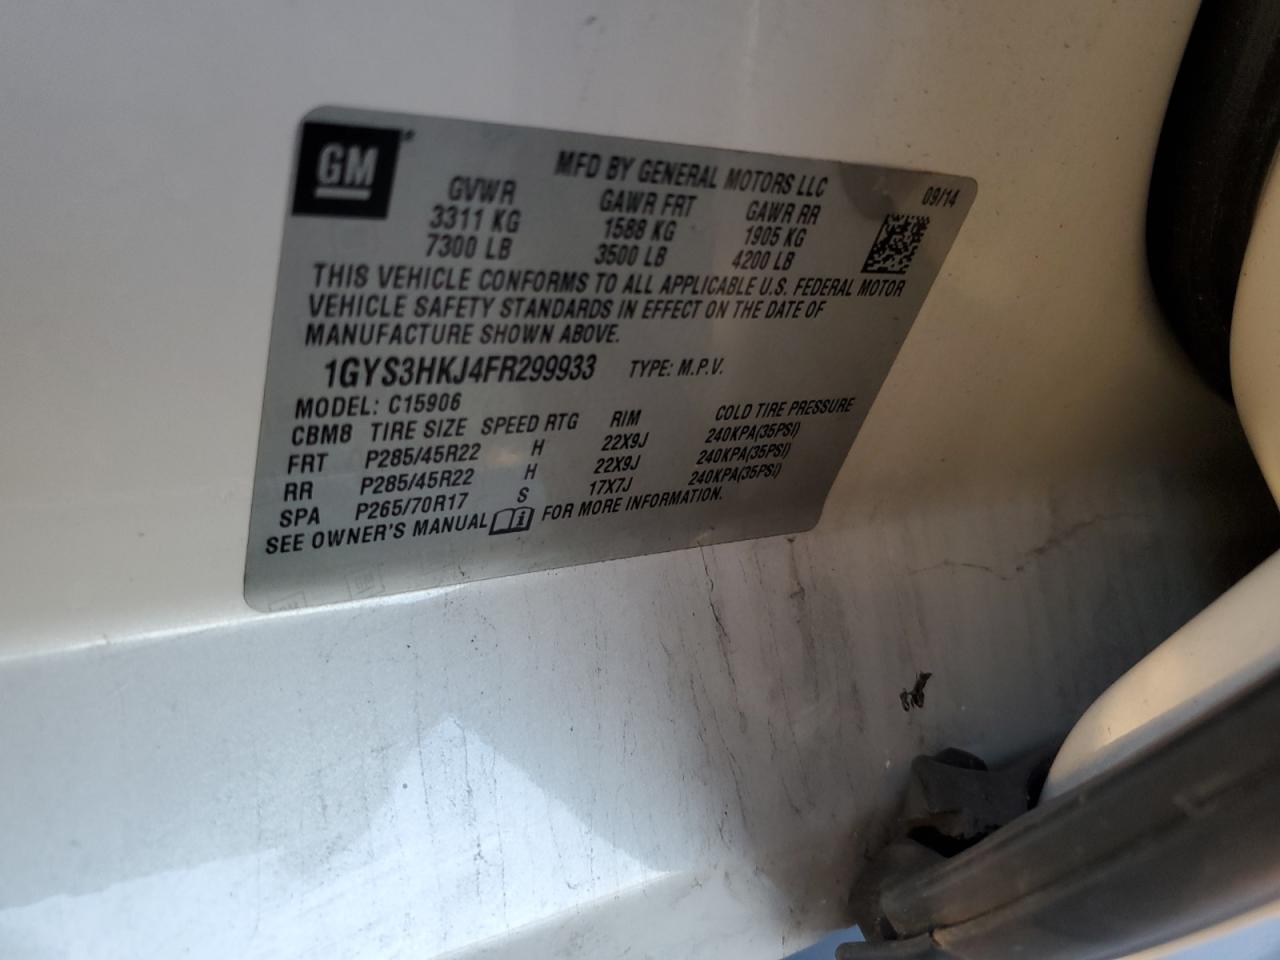 GM
MFD BY GENERAL MOTORS LLC
09/14
GVWR GAWR FRT GAWR RR
3311 KG 1588 KG 1905 KG
7300 LB 3500 LB 4200 LB
THIS VEHICLE CONFORMS TO ALL APPLICABLE U.S. FEDERAL MOTOR
VEHICLE SAFETY STANDARDS IN EFFECT ON THE DATE OF
MANUFACTURE SHOWN ABOVE.
1GYS3HKJ4FR299933 TYPE: M.P.V.
MODEL: C15906
CBM8 TIRE SIZE SPEED RTG RIM COLD TIRE PRESSURE
FRT P285/45R22 H 22X9J 240KPA(35PSI)
RR P285/45R22 H 22X9J 240KPA(35PSI)
SPA P265/70R17 S 17X7J 240KPA(35PSI)
SEE OWNER'S MANUAL FOR MORE INFORMATION.